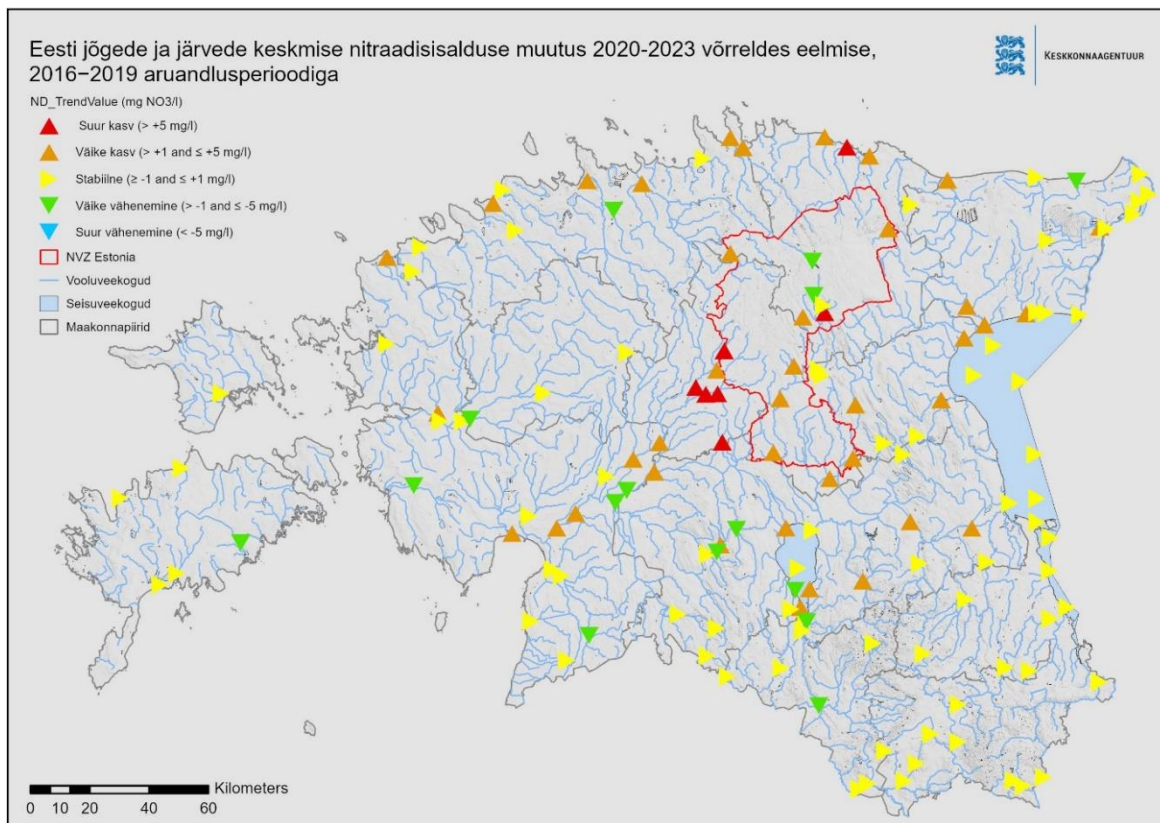 Eesti jõgede ja järvede keskmise nitraadisisalduse muutus 2020-2023 võrreldes eelmise,
2016–2019 aruandlusperioodiga
KESKKONNAAGENTUUR
ND_TrendValue (mg NO3/l)
Suur kasv (> +5 mg/l)
Väike kasv (> +1 and ≤ +5 mg/l)
Stabiilne (≥ -1 and ≤ +1 mg/l)
Väike vähenemine (> -1 and ≤ -5 mg/l)
Suur vähenemine (< -5 mg/l)
NVZ Estonia
Vooluveekogud
Seisuveekogud
Maakonnapiirid
Kilometers
0 10 20 40 60